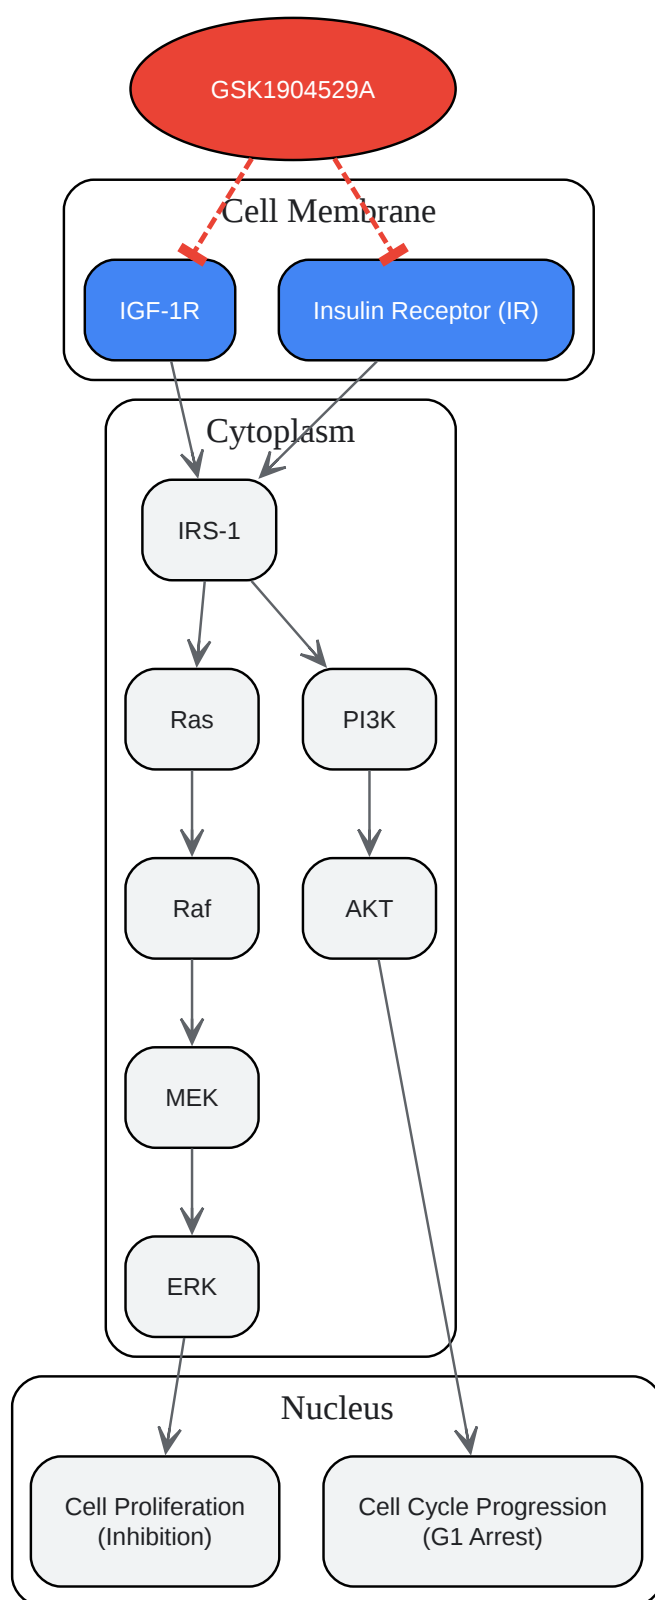 GSK1904529A
Cell Membrane
IGF-1R
Insulin Receptor (IR)
Cytoplasm
IRS-1
Ras
PI3K
Raf
AKT
MEK
ERK
Nucleus
Cell Proliferation
(Inhibition)
Cell Cycle Progression
(G1 Arrest)